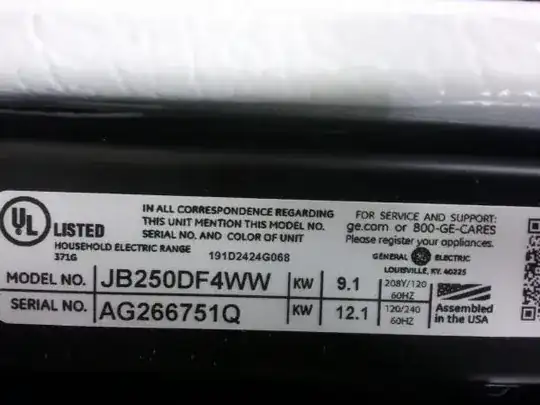 UL LISTED
HOUSEHOLD ELECTRIC RANGE
371G
IN ALL CORRESPONDENCE REGARDING
THIS UNIT MENTION THIS MODEL NO.
SERIAL NO. AND COLOR OF UNIT
191D2424G068
FOR SERVICE AND SUPPORT:
ge.com or 800-GE-CARES
Please register your appliances.
GENERAL GE ELECTRIC
LOUISVILLE, KY. 40225
MODEL NO. JB250DF4WW KW 9.1 208Y/120 60HZ
SERIAL NO. AG266751Q KW 12.1 120/240 60HZ
Assembled
in the USA